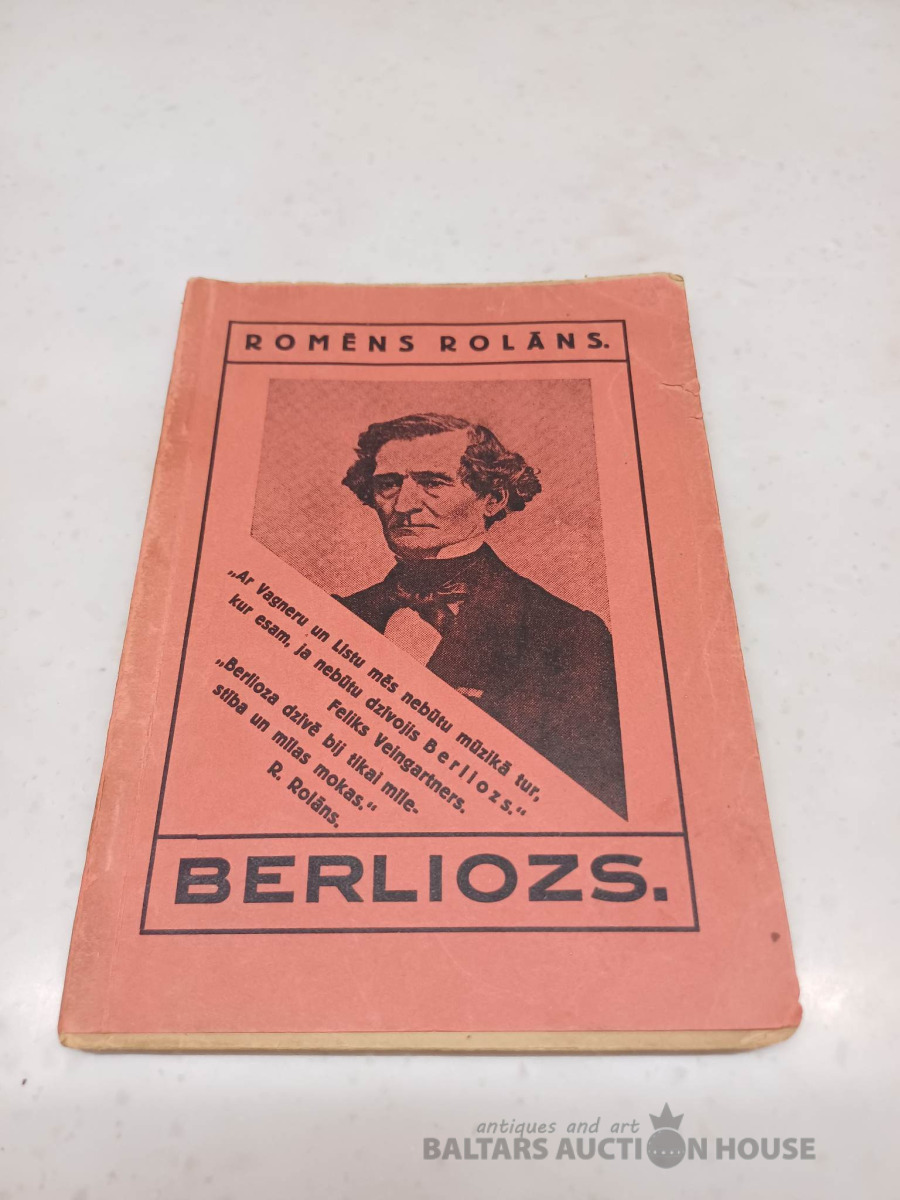 ROMĒNS ROLĀNS.
„Ar Vagneru un Listu mēs nebūtu mūzikā tur,
kur esam, ja nebūtu dzīvojis Berliozs.“
Feliks Veingartners.
„Berlioza dzīvē bij tikai mīle-
stība un mīlas mokas.“
R. Rolāns.
BERLIOZS.
antiques and art
BALTARS AUCTION HOUSE